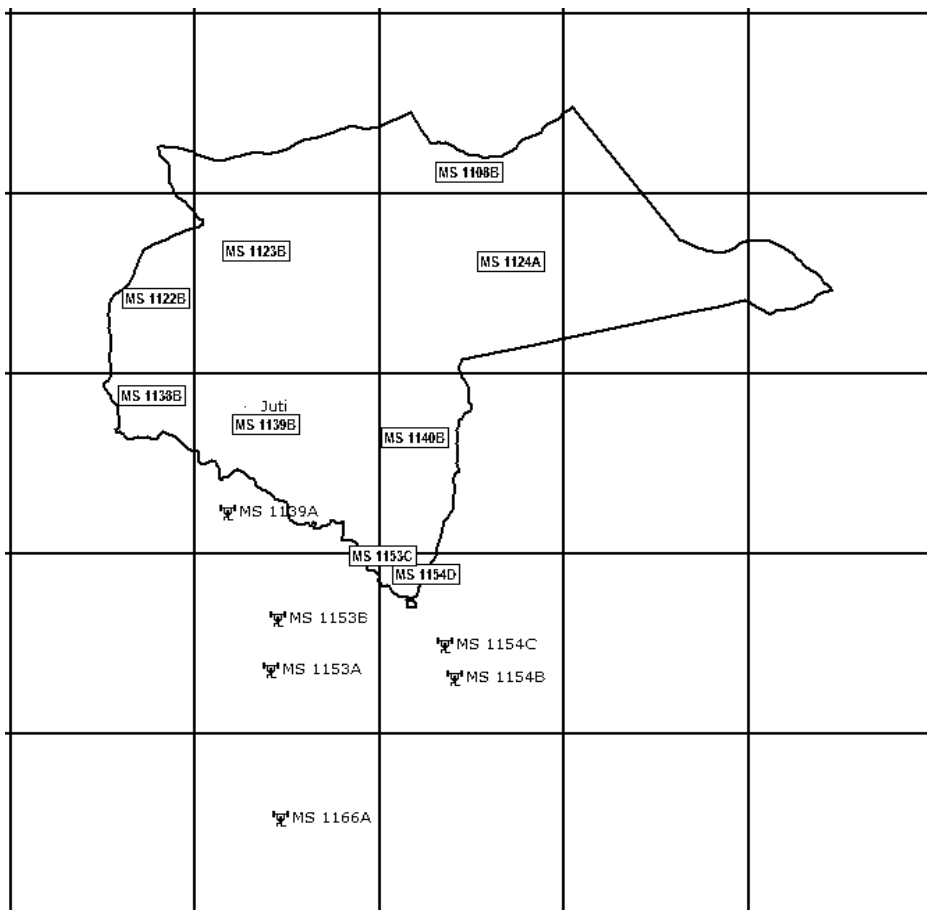 MS 1108B
MS 1123B
MS 1124A
MS 1122B
MS 1138B
Juti
MS 1139B
MS 1140B
MS 1139A
MS 1153C
MS 1154D
MS 1153B
MS 1154C
MS 1153A
MS 1154B
MS 1166A